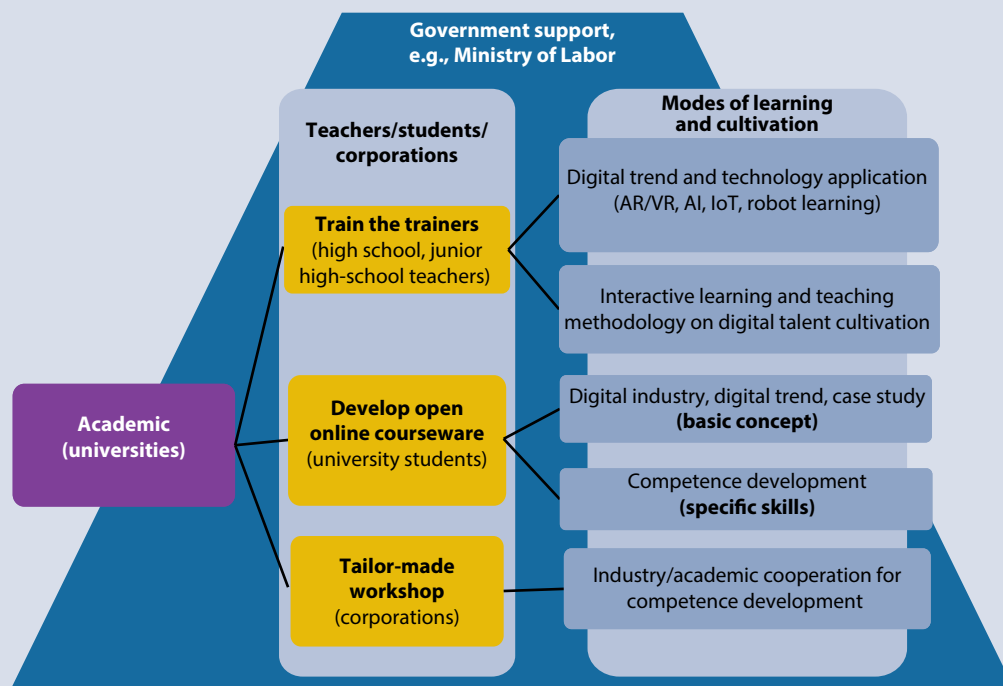 Government support,
e.g., Ministry of Labor
Teachers/students/
corporations
Modes of learning
and cultivation
Academic
(universities)
Train the trainers
(high school, junior
high-school teachers)
Digital trend and technology application
(AR/VR, AI, IoT, robot learning)
Interactive learning and teaching
methodology on digital talent cultivation
Develop open
online courseware
(university students)
Digital industry, digital trend, case study
(basic concept)
Competence development
(specific skills)
Tailor-made
workshop
(corporations)
Industry/academic cooperation for
competence development